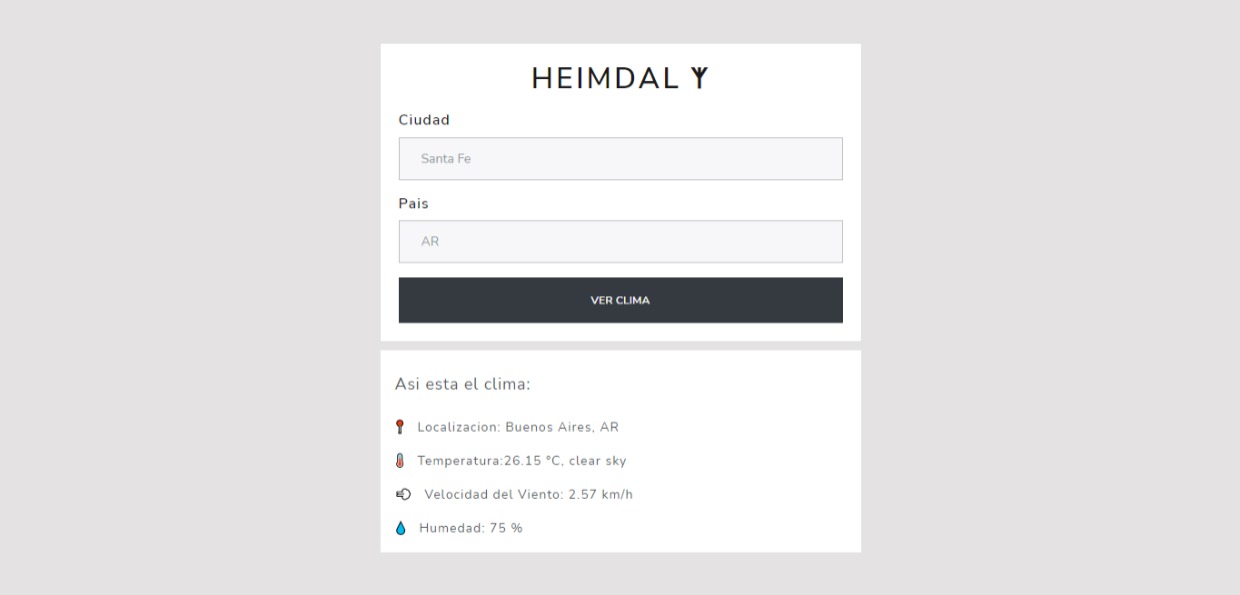 HEIMDAL
Ciudad
Santa Fe
Pais
AR
VER CLIMA
Asi esta el clima:
Localizacion: Buenos Aires, AR
Temperatura:26.15 °C, clear sky
Velocidad del Viento: 2.57 km/h
Humedad: 75 %